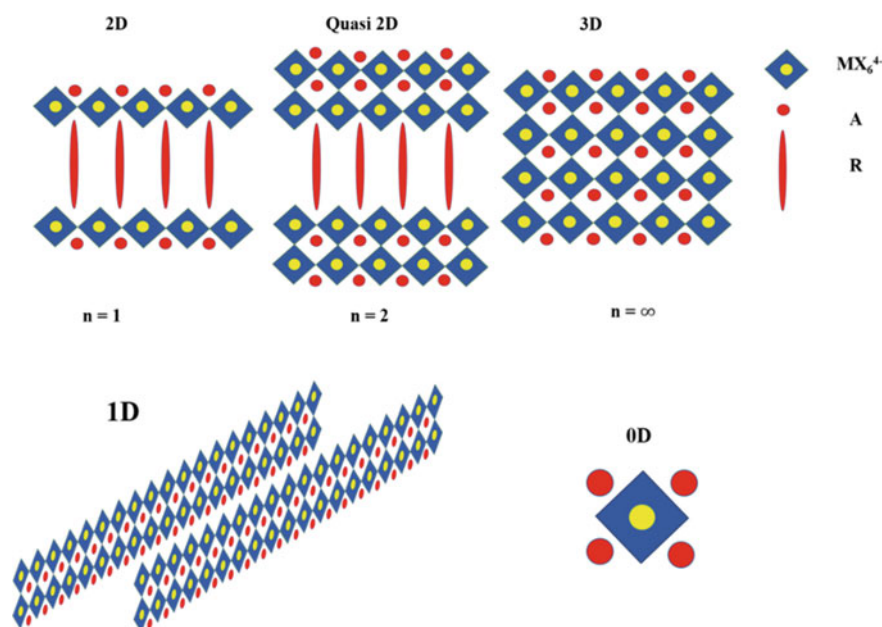 2D
Quasi 2D
3D
MX₆⁴⁻
A
R
n = 1
n = 2
n = ∞
1D
0D